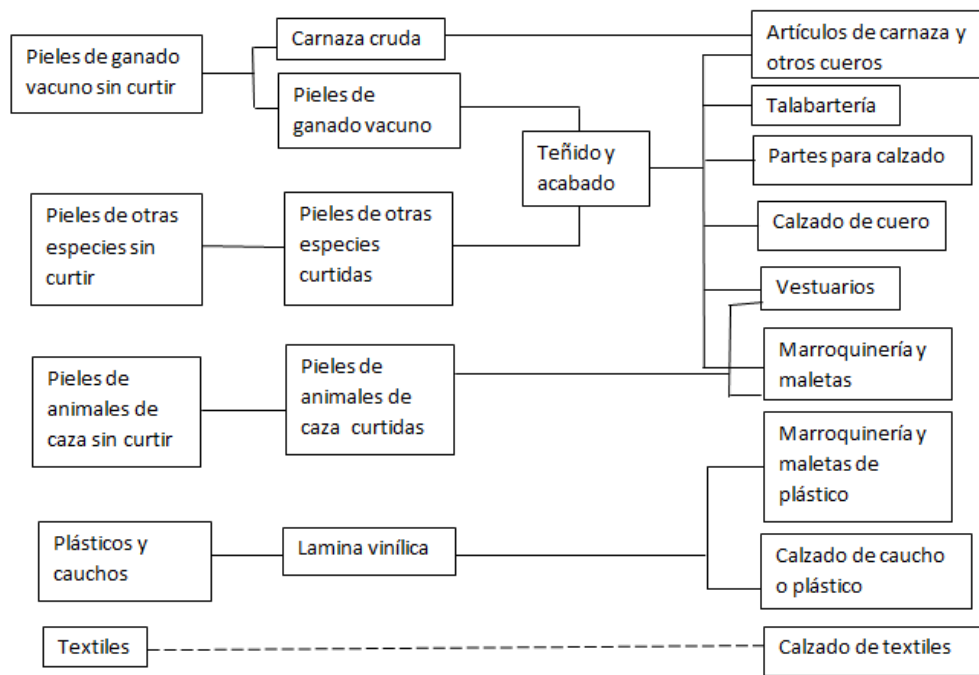 Pieles de ganado
vacuno sin curtir
Carnaza cruda
Artículos de carnaza y
otros cueros
Pieles de
ganado vacuno
Talabartería
Teñido y
acabado
Partes para calzado
Pieles de otras
especies sin
curtir
Pieles de otras
especies
curtidas
Calzado de cuero
Vestuarios
Pieles de
animales de
caza sin curtir
Pieles de
animales de
caza curtidas
Marroquinería y
maletas
Marroquinería y
maletas de
plástico
Plásticos y
cauchos
Lamina vinílica
Calzado de caucho
o plástico
Textiles
Calzado de textiles